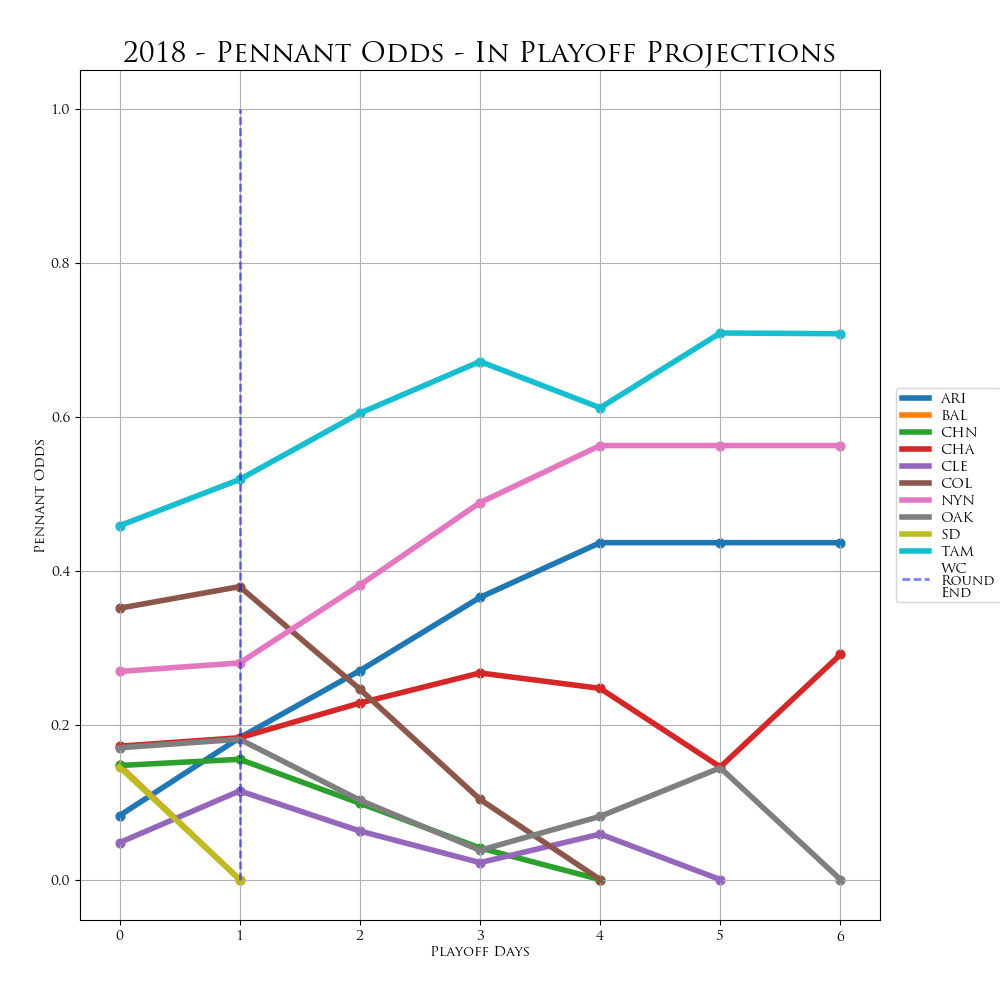 2018 - Pennant Odds - In Playoff Projections
Pennant Odds
1.0
0.8
0.6
0.4
0.2
0.0
0 1 2 3 4 5 6
Playoff Days
ARI
BAL
CHN
CHA
CLE
COL
NYN
OAK
SD
TAM
WC
Round
End